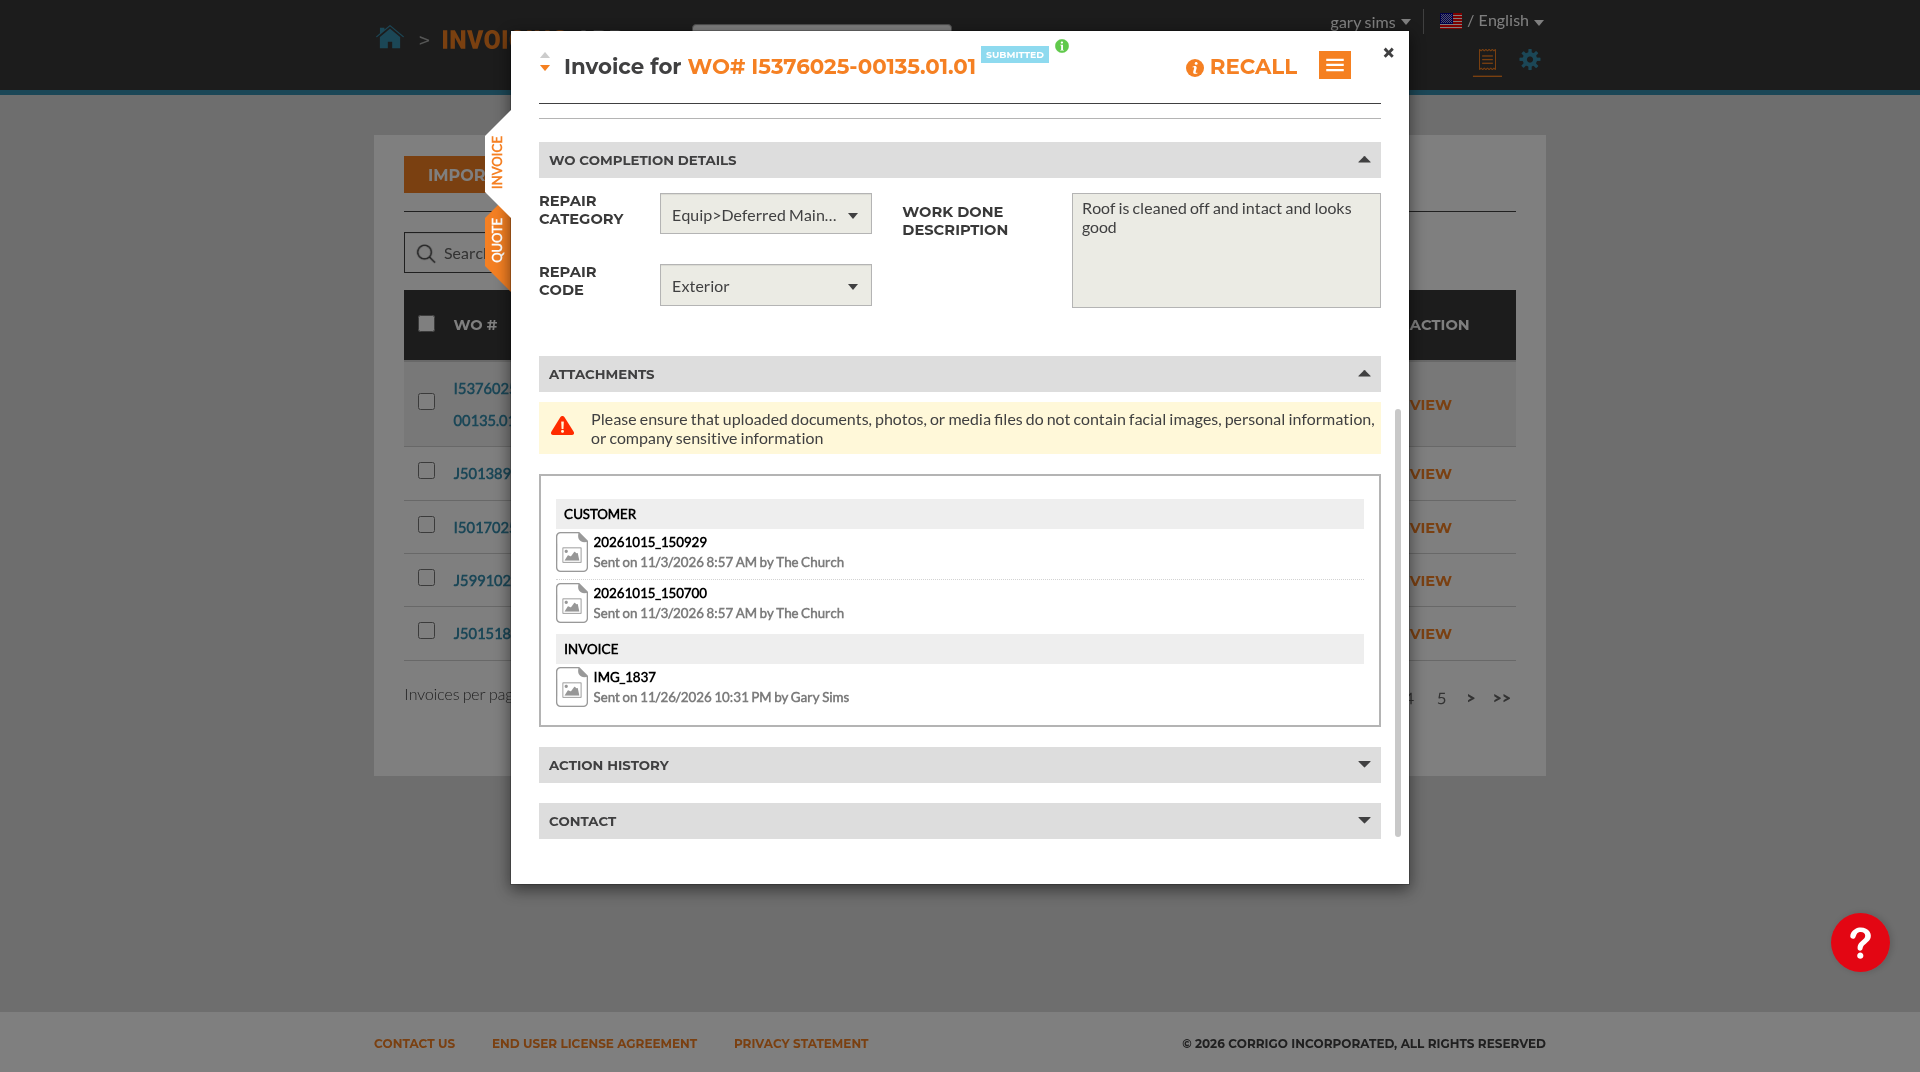 gary sims
/ English
> INVOI
Invoice for WO# I5376025-00135.01.01
SUBMITTED
RECALL
INVOICE
QUOTE
WO COMPLETION DETAILS
REPAIR
CATEGORY
Equip>Deferred Main...
WORK DONE
DESCRIPTION
Roof is cleaned off and intact and looks
good
REPAIR
CODE
Exterior
ATTACHMENTS
Please ensure that uploaded documents, photos, or media files do not contain facial images, personal information,
or company sensitive information
CUSTOMER
20261015_150929
Sent on 11/3/2026 8:57 AM by The Church
20261015_150700
Sent on 11/3/2026 8:57 AM by The Church
INVOICE
IMG_1837
Sent on 11/26/2026 10:31 PM by Gary Sims
ACTION HISTORY
CONTACT
IMPOR
Search
WO #
ACTION
I537602
00135.01
VIEW
J501389
VIEW
I501702
VIEW
J599102
VIEW
J501518
VIEW
Invoices per pag
4 5 > >>
?
CONTACT US
END USER LICENSE AGREEMENT
PRIVACY STATEMENT
© 2026 CORRIGO INCORPORATED, ALL RIGHTS RESERVED